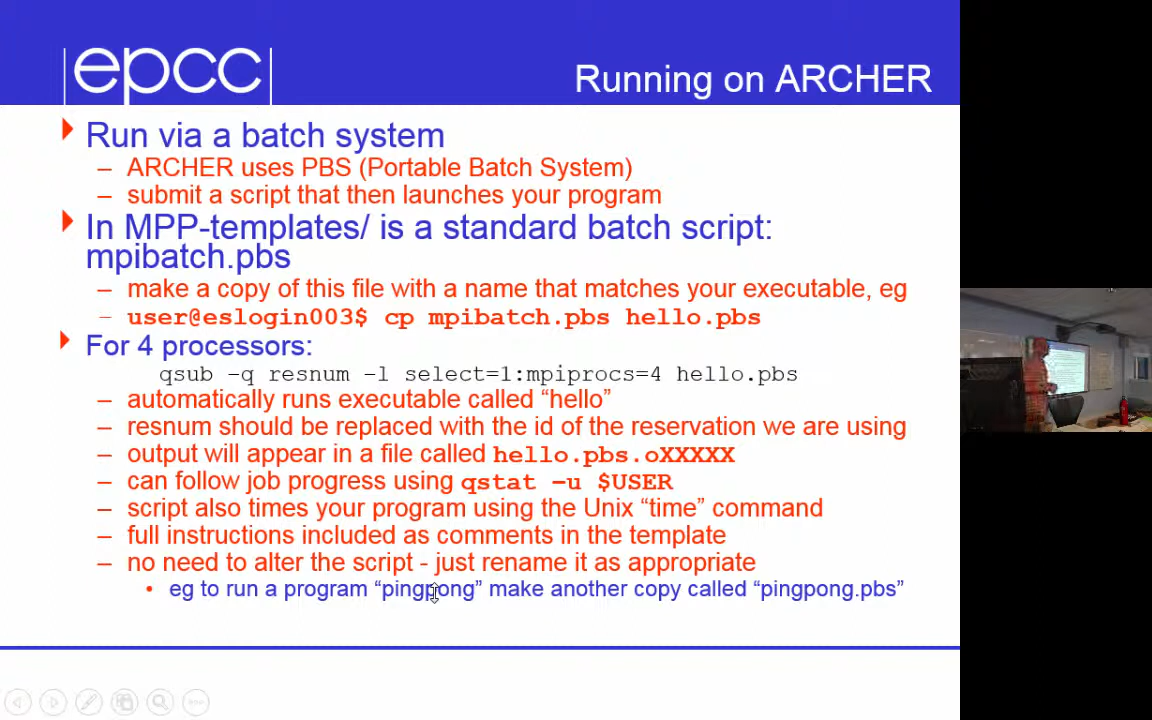 |epcc|
Running on ARCHER
Run via a batch system
– ARCHER uses PBS (Portable Batch System)
– submit a script that then launches your program
In MPP-templates/ is a standard batch script:
mpibatch.pbs
– make a copy of this file with a name that matches your executable, eg
– user@eslogin003$ cp mpibatch.pbs hello.pbs
For 4 processors:
qsub –q resnum –l select=1:mpiprocs=4 hello.pbs
– automatically runs executable called “hello”
– resnum should be replaced with the id of the reservation we are using
– output will appear in a file called hello.pbs.oXXXXX
– can follow job progress using qstat –u $USER
– script also times your program using the Unix “time” command
– full instructions included as comments in the template
– no need to alter the script - just rename it as appropriate
• eg to run a program “pingpong” make another copy called “pingpong.pbs”